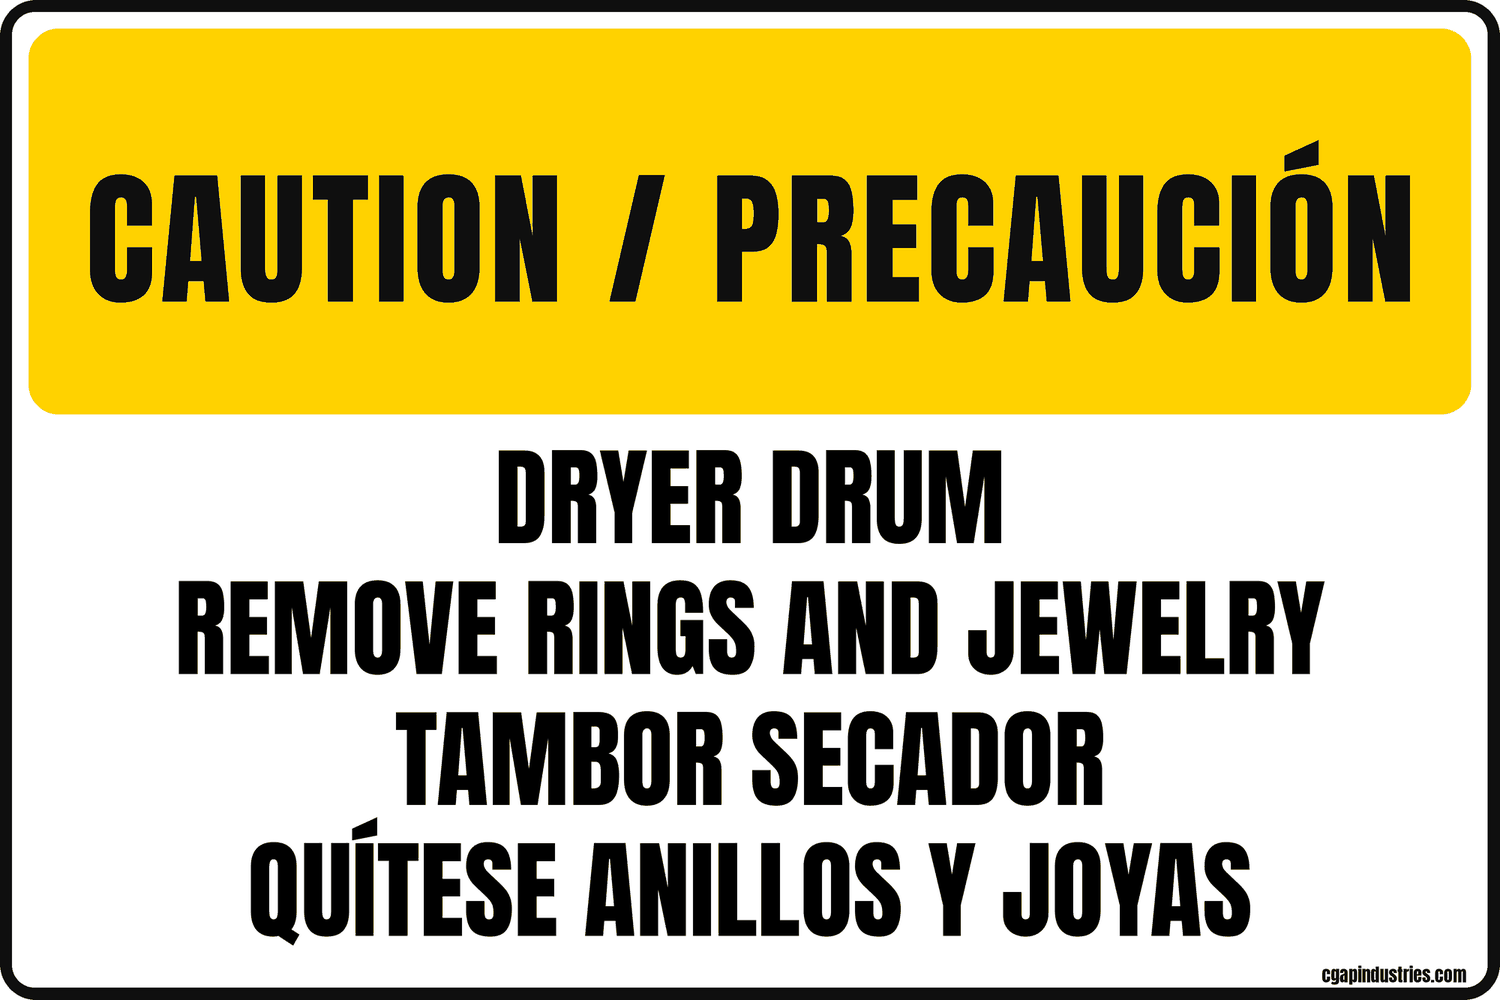 CAUTION / PRECAUCIÓN
DRYER DRUM
REMOVE RINGS AND JEWELRY
TAMBOR SECADOR
QUÍTESE ANILLOS Y JOYAS
cgapindustries.com